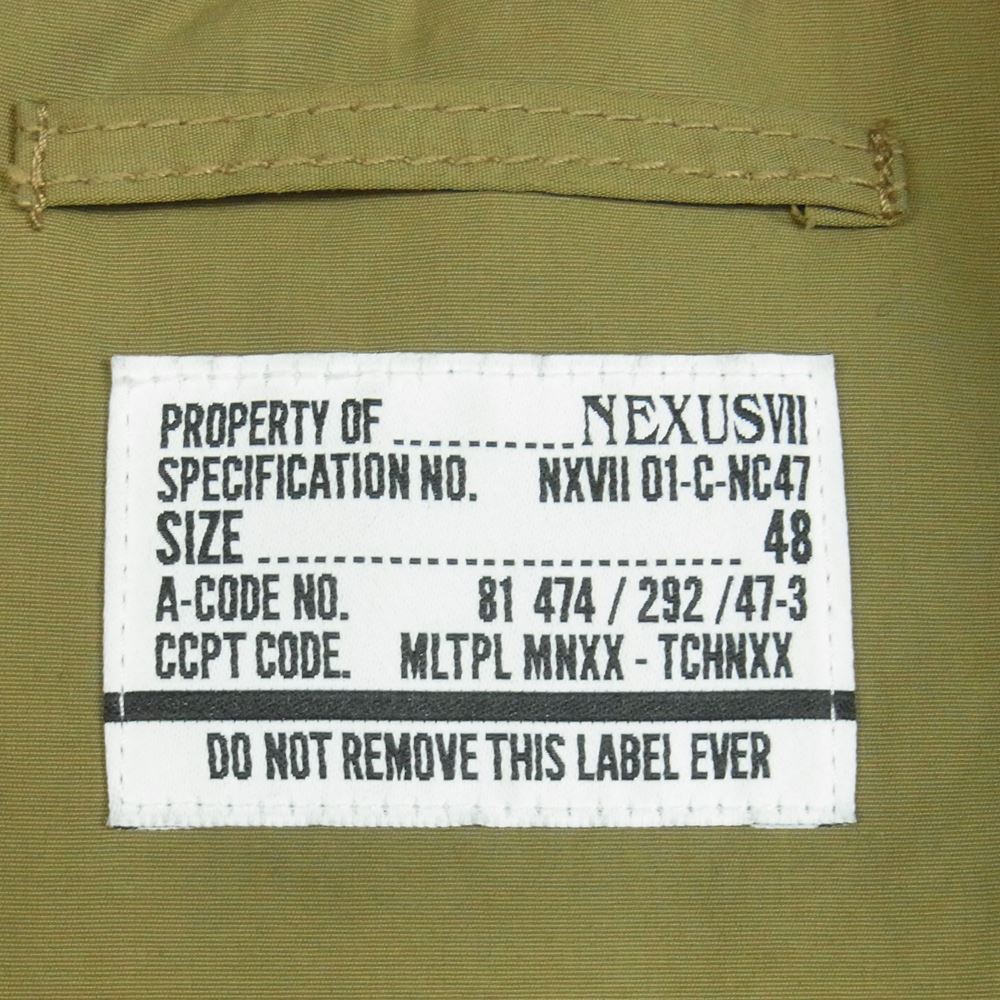 PROPERTY OF ............ NEXUSVII
SPECIFICATION NO. NXVII 01-C-NC47
SIZE .............................. 48
A-CODE NO. 81 474 / 292 /47-3
CCPT CODE. MLTPL MNXX - TCHNXX
DO NOT REMOVE THIS LABEL EVER